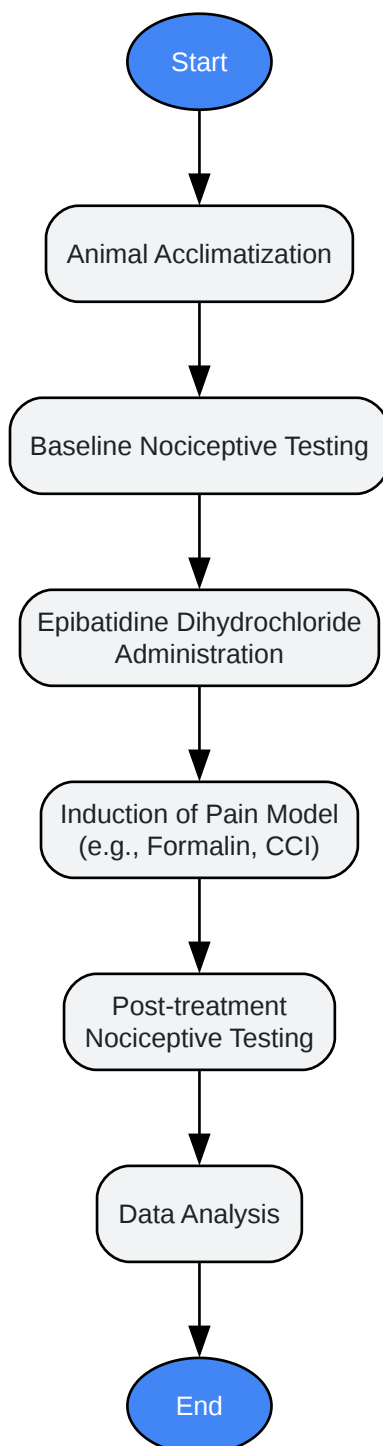 Start
Animal Acclimatization
Baseline Nociceptive Testing
Epibatidine Dihydrochloride
Administration
Induction of Pain Model
(e.g., Formalin, CCI)
Post-treatment
Nociceptive Testing
Data Analysis
End